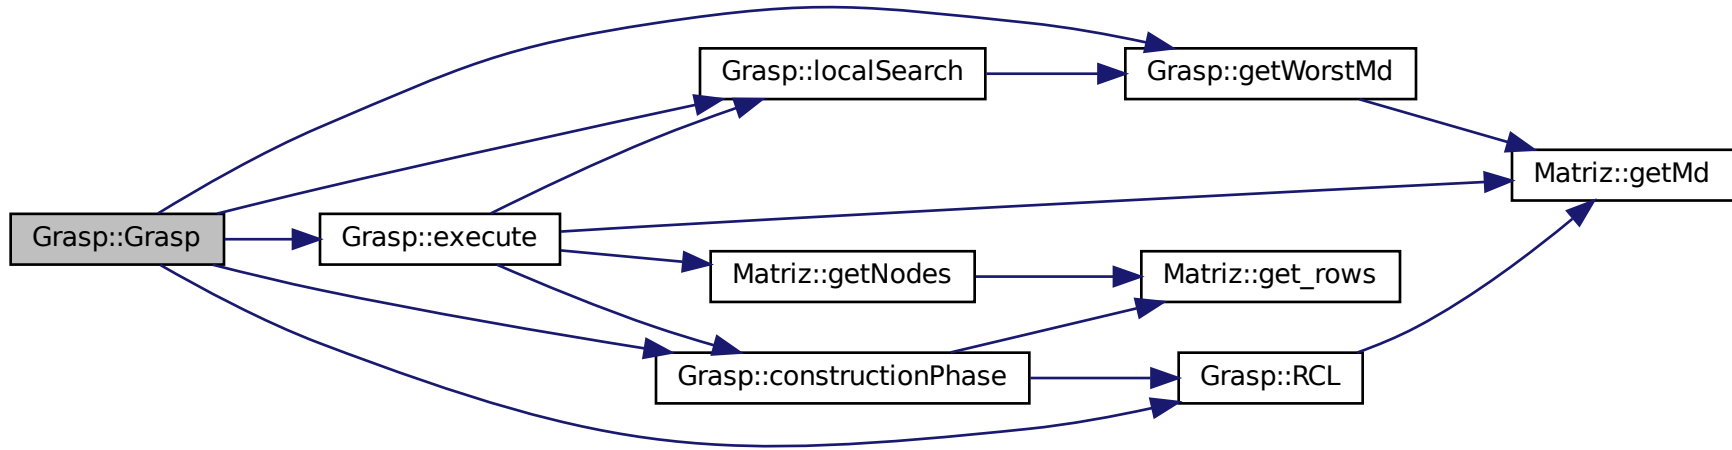 Grasp::localSearch
Grasp::getWorstMd
Matriz::getMd
Grasp::Grasp
Grasp::execute
Matriz::getNodes
Matriz::get_rows
Grasp::constructionPhase
Grasp::RCL